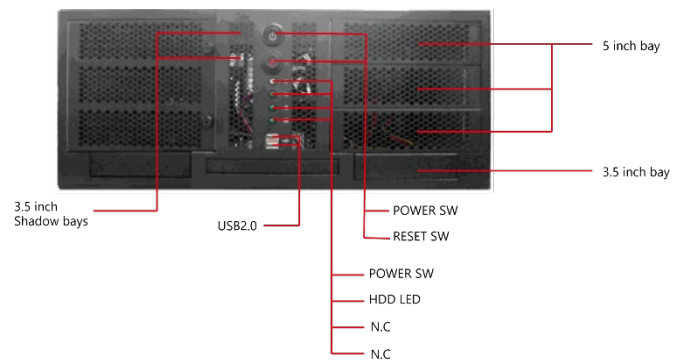 5 inch bay
3.5 inch bay
3.5 inch
Shadow bays
USB2.0
POWER SW
RESET SW
POWER SW
HDD LED
N.C
N.C